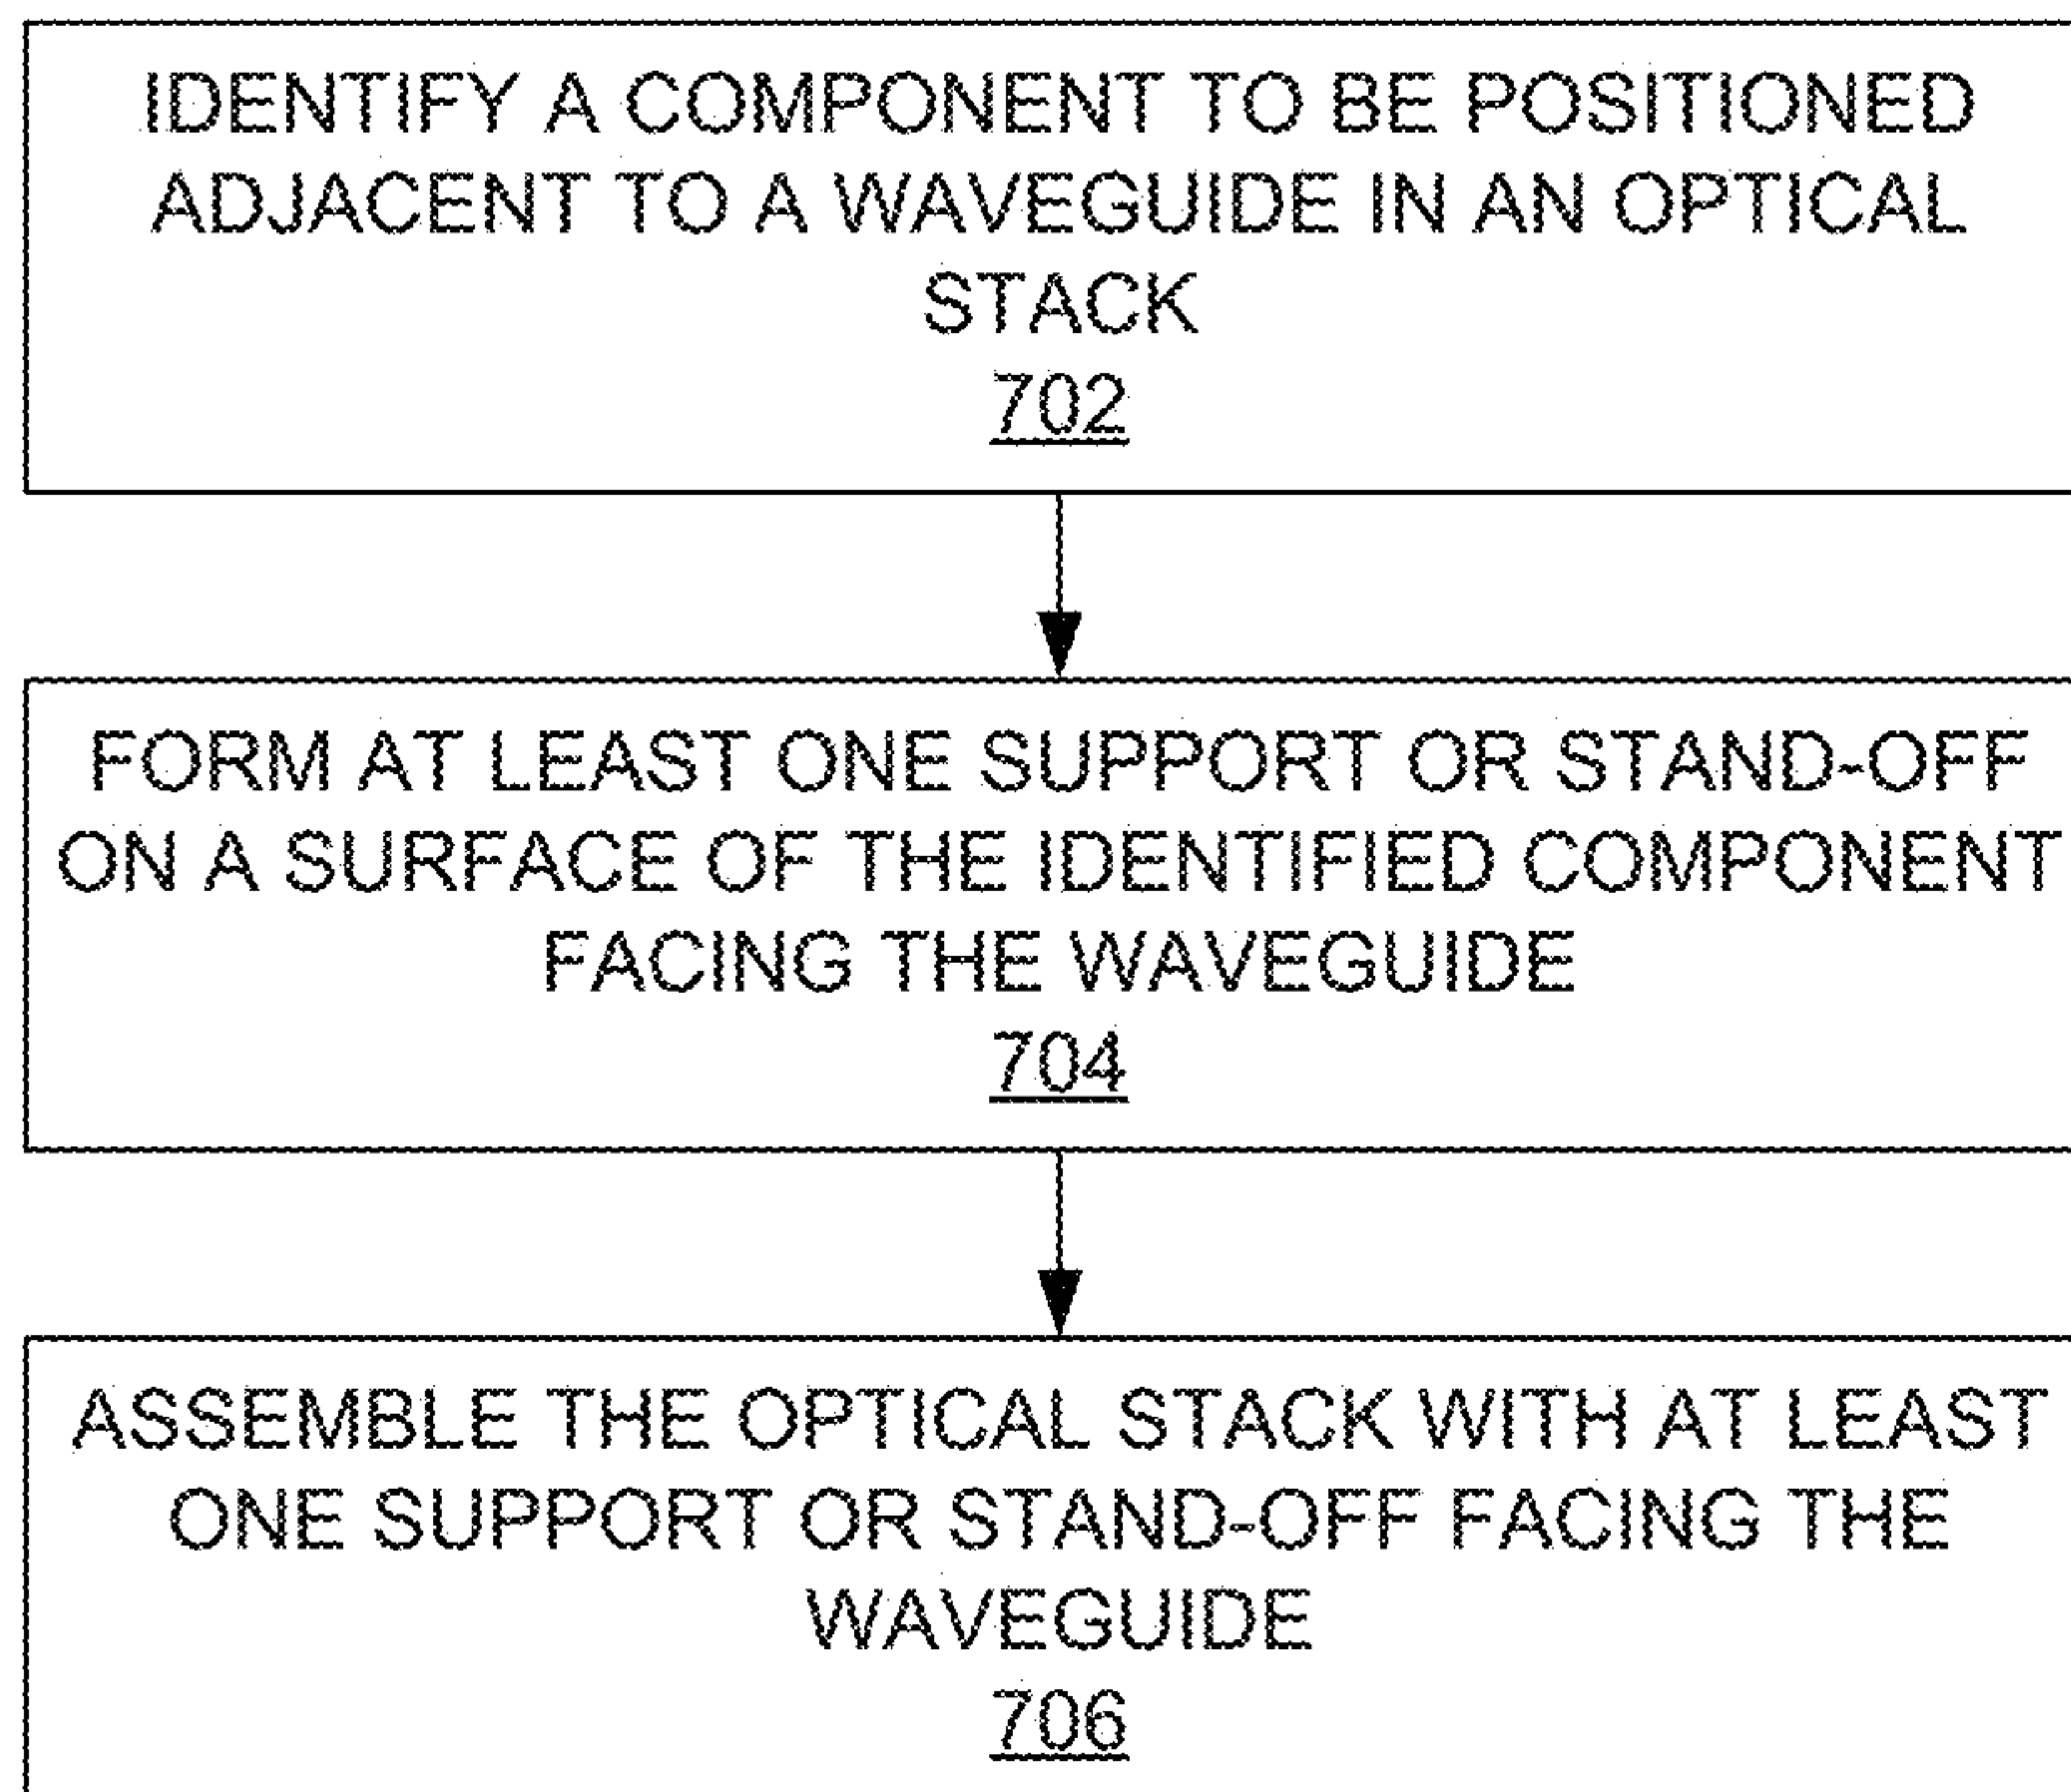 IDENTIFY A COMPONENT TO BE POSITIONED
ADJACENT TO A WAVEGUIDE IN AN OPTICAL
STACK
702
FORM AT LEAST ONE SUPPORT OR STAND-OFF
ON A SURFACE OF THE IDENTIFIED COMPONENT
FACING THE WAVEGUIDE
704
ASSEMBLE THE OPTICAL STACK WITH AT LEAST
ONE SUPPORT OR STAND-OFF FACING THE
WAVEGUIDE
706